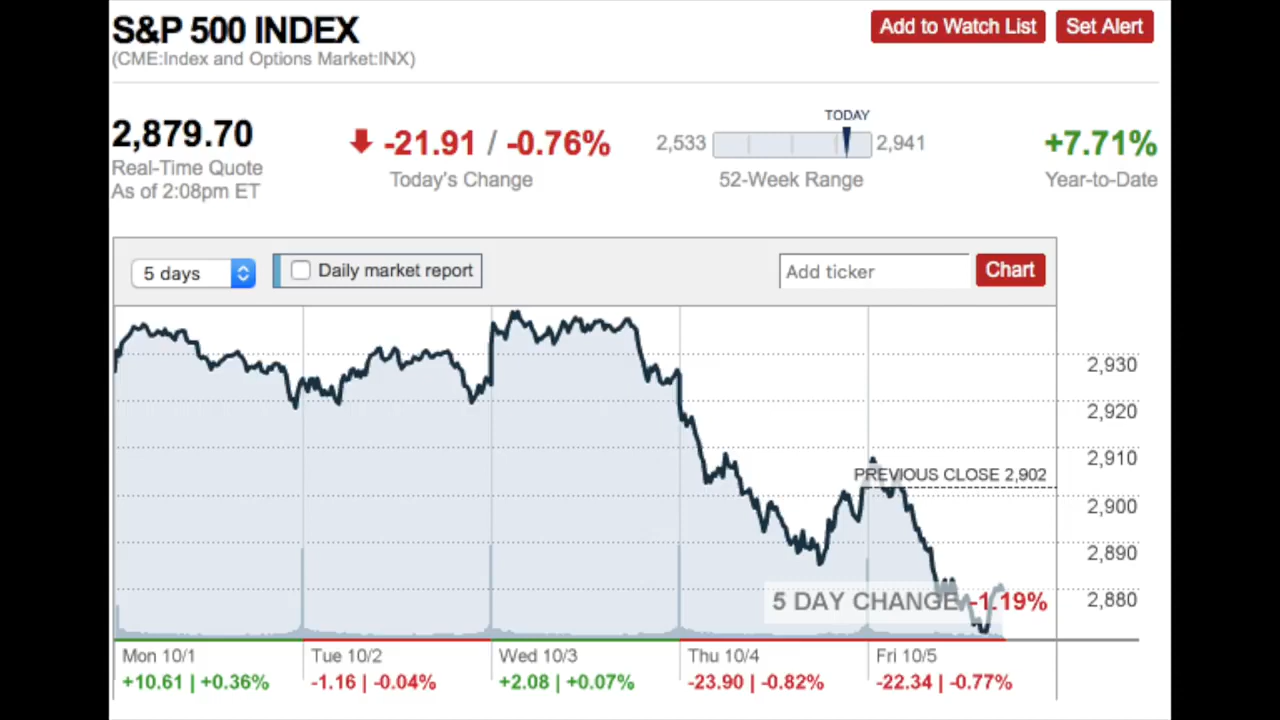 S&P 500 INDEX
Add to Watch List
Set Alert
(CME:Index and Options Market:INX)
TODAY
2,879.70
-21.91 / -0.76%
2,533
2,941
+7.71%
Real-Time Quote
Today's Change
52-Week Range
Year-to-Date
As of 2:08pm ET
5 days
Daily market report
Add ticker
Chart
2,930
2,920
2,910
PREVIOUS CLOSE 2,902
2,900
2,890
2,880
5 DAY CHANGE -1.19%
Mon 10/1
Tue 10/2
Wed 10/3
Thu 10/4
Fri 10/5
+10.61 | +0.36%
-1.16 | -0.04%
+2.08 | +0.07%
-23.90 | -0.82%
-22.34 | -0.77%